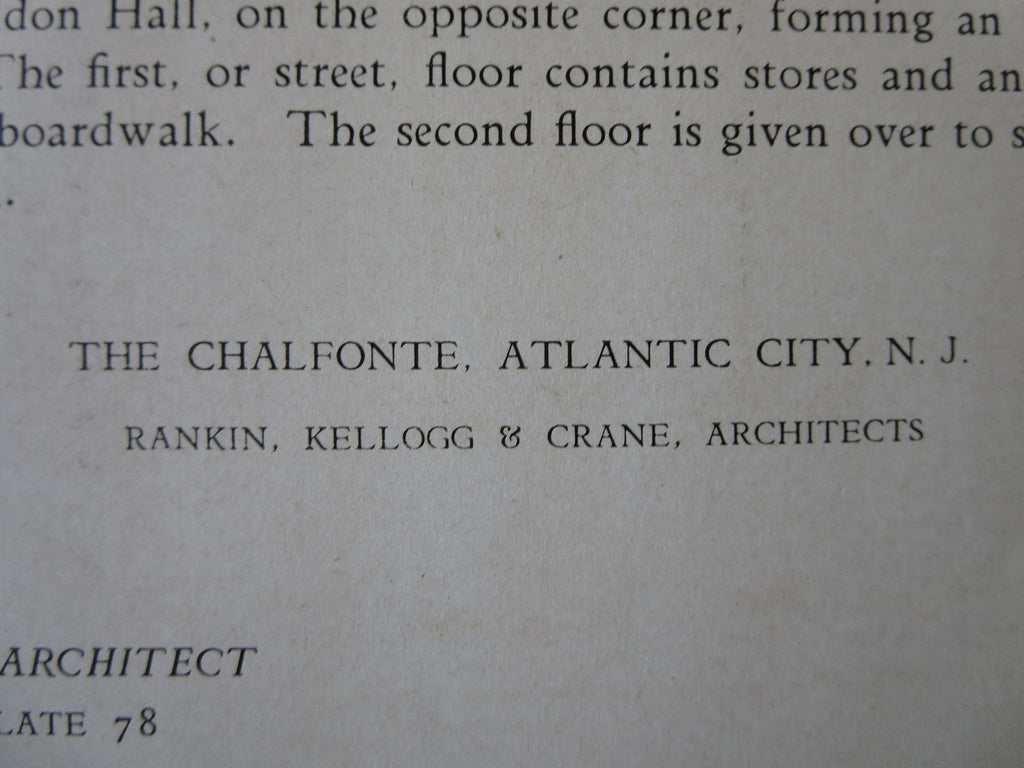 don Hall, on the opposite corner, forming an
The first, or street, floor contains stores and an
boardwalk. The second floor is given over to s
.
THE CHALFONTE, ATLANTIC CITY, N. J.
RANKIN, KELLOGG & CRANE, ARCHITECTS
ARCHITECT
LATE 78